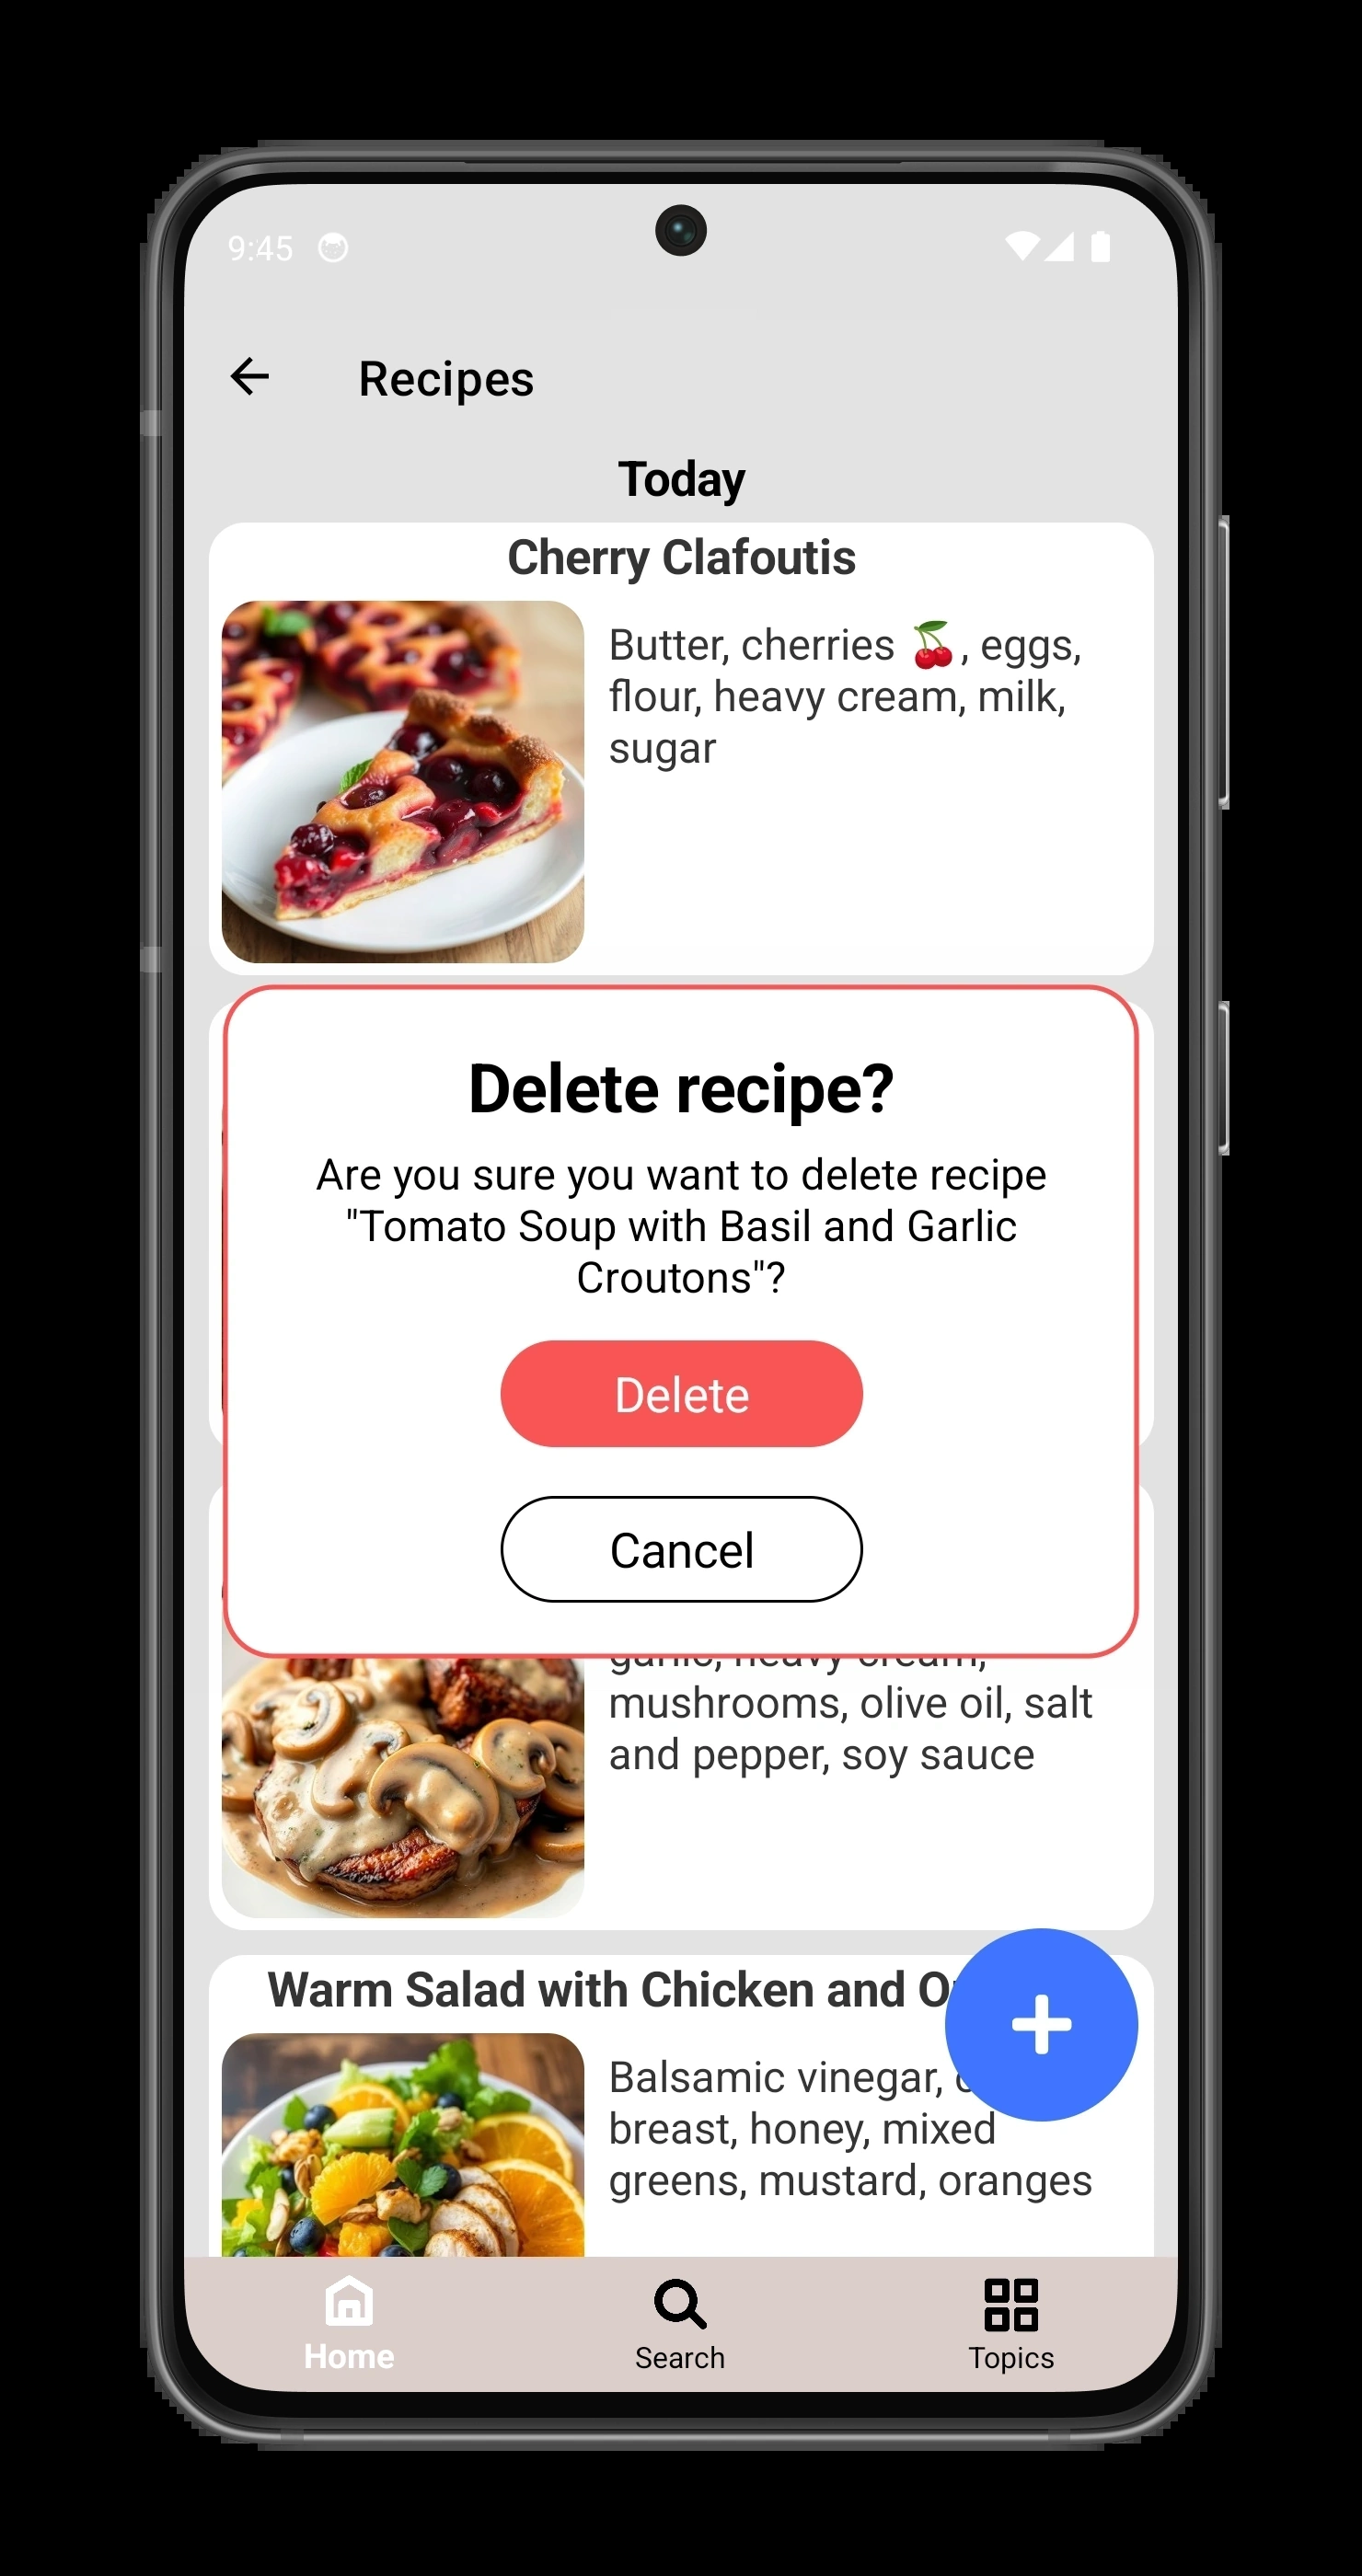 9:45
Recipes
Today
Cherry Clafoutis
Butter, cherries 🍒, eggs,
flour, heavy cream, milk,
sugar
Delete recipe?
Are you sure you want to delete recipe
"Tomato Soup with Basil and Garlic
Croutons"?
Delete
Cancel
garlic, heavy cream,
mushrooms, olive oil, salt
and pepper, soy sauce
Warm Salad with Chicken and
Balsamic vinegar,
breast, honey, mixed
greens, mustard, oranges
Home
Search
Topics